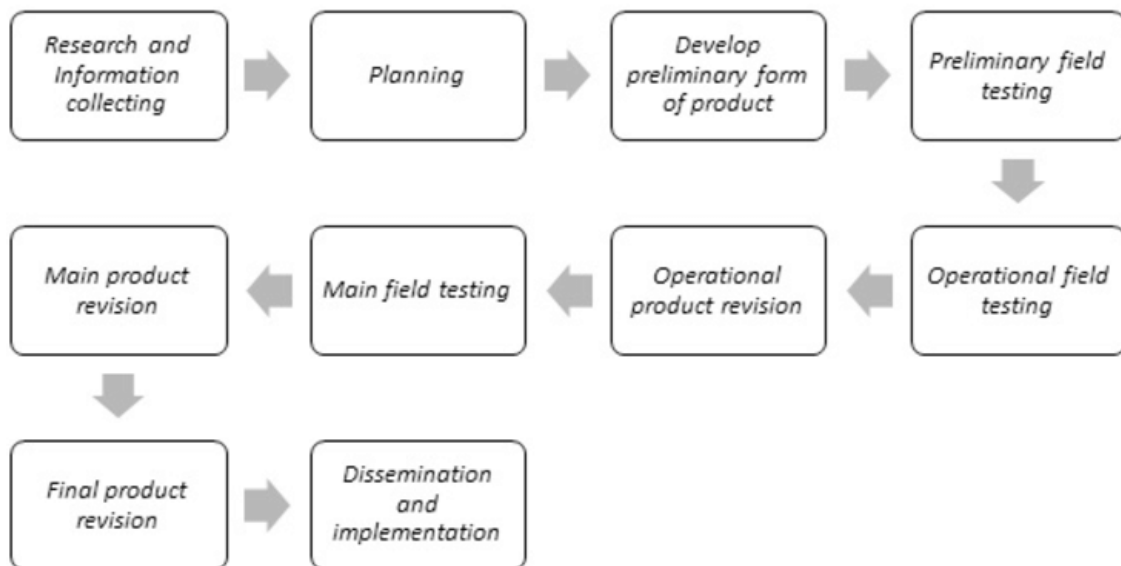 Research and
Information
collecting
Planning
Develop
preliminary form
of product
Preliminary field
testing
Operational field
testing
Operational
product revision
Main field testing
Main product
revision
Final product
revision
Dissemination
and
implementation